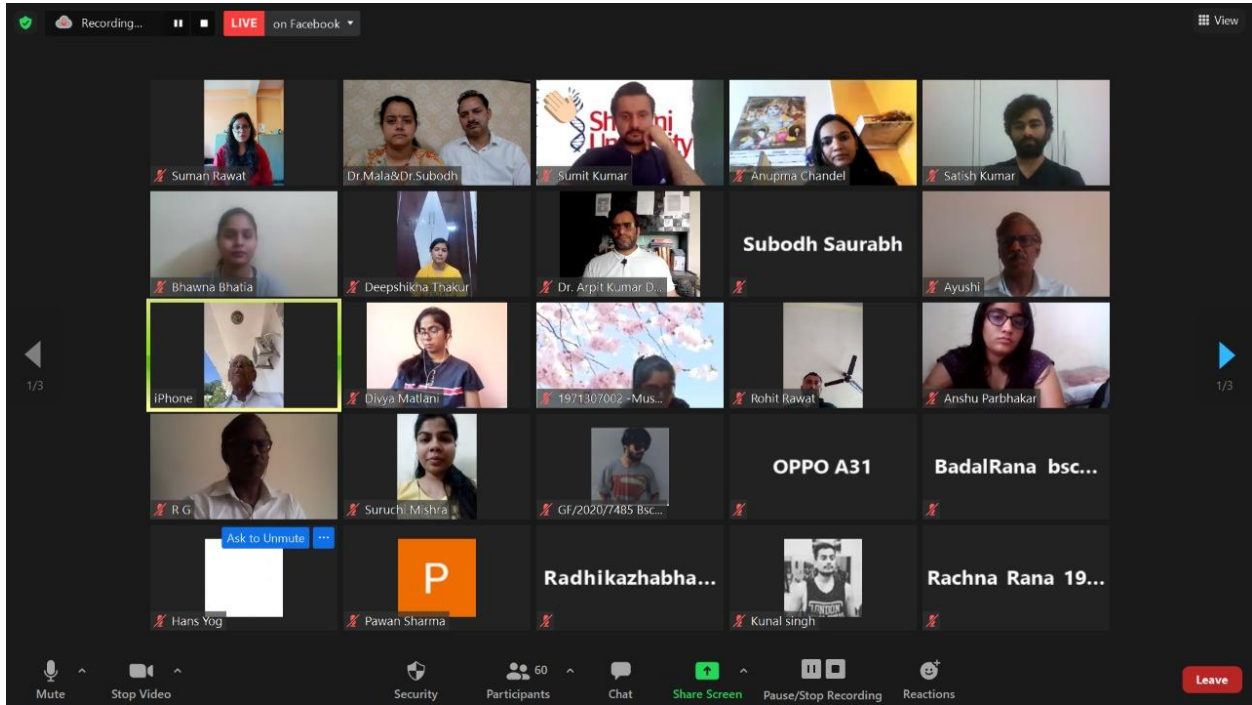 Recording...
LIVE on Facebook
View
Suman Rawat
Dr.Mala&Dr.Subodh
Sh ni
University
Sumit Kumar
Anupma Chandel
Satish Kumar
Bhawna Bhatia
Deepshikha Thakur
Dr. Arpit Kumar D...
Subodh Saurabh
Ayushi
iPhone
Divya Matlani
1971307002 -Mus...
Rohit Rawat
Anshu Parbhakar
1/3
1/3
R G
Suruchi Mishra
GF/2020/7485 Bsc...
OPPO A31
BadalRana bsc...
Ask to Unmute ...
Hans Yog
P
Pawan Sharma
Radhikazhabha...
LONDON
Kunal singh
Rachna Rana 19...
Mute
Stop Video
Security
60
Participants
Chat
Share Screen
Pause/Stop Recording
Reactions
Leave